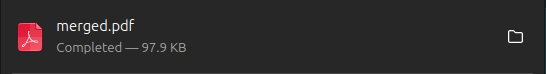 merged.pdf
Completed — 97.9 KB